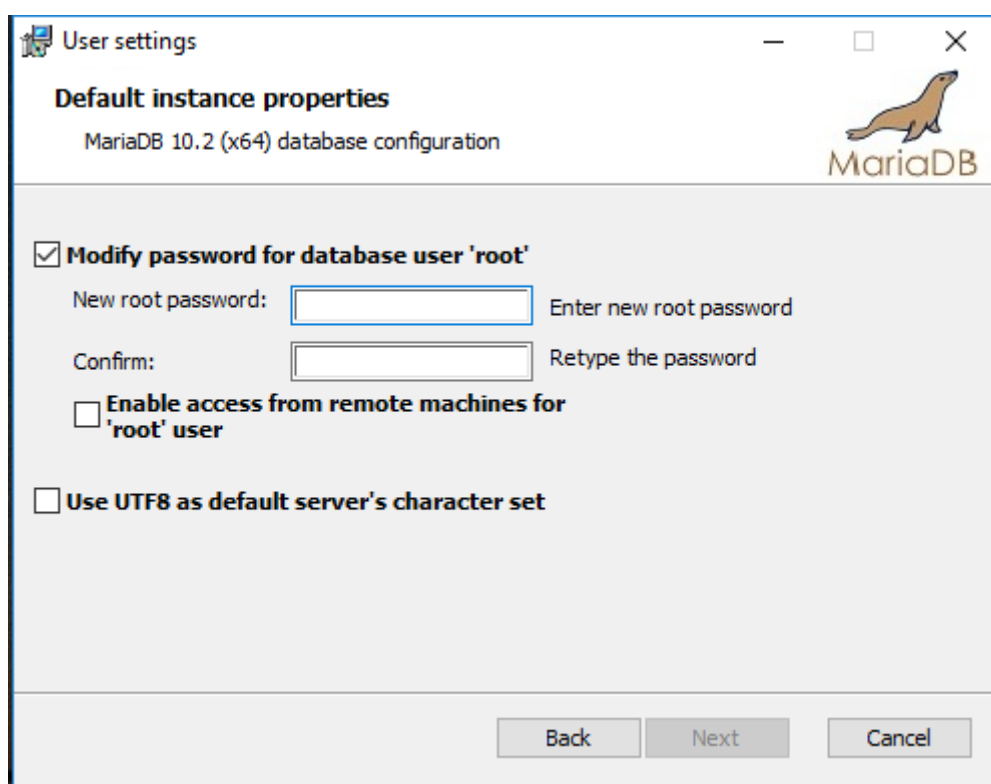 User settings
Default instance properties
MariaDB 10.2 (x64) database configuration
MariaDB
Modify password for database user 'root'
New root password:
Enter new root password
Confirm:
Retype the password
Enable access from remote machines for
'root' user
Use UTF8 as default server's character set
Back
Next
Cancel